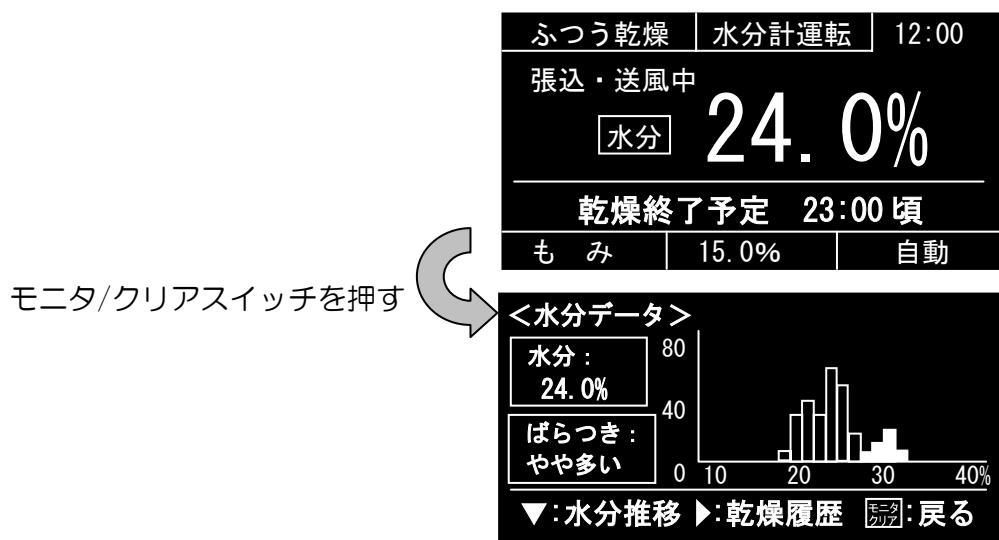 ふつう乾燥 水分計運転 12:00
張込・送風中
水分 24.0%
乾燥終了予定 23:00 頃
もみ 15.0% 自動
モニタ/クリアスイッチを押す
＜水分データ＞
水分：
24.0%
ばらつき：
やや多い
80
40
0 10 20 30 40%
▼:水分推移 ▶:乾燥履歴 モニタ クリア:戻る